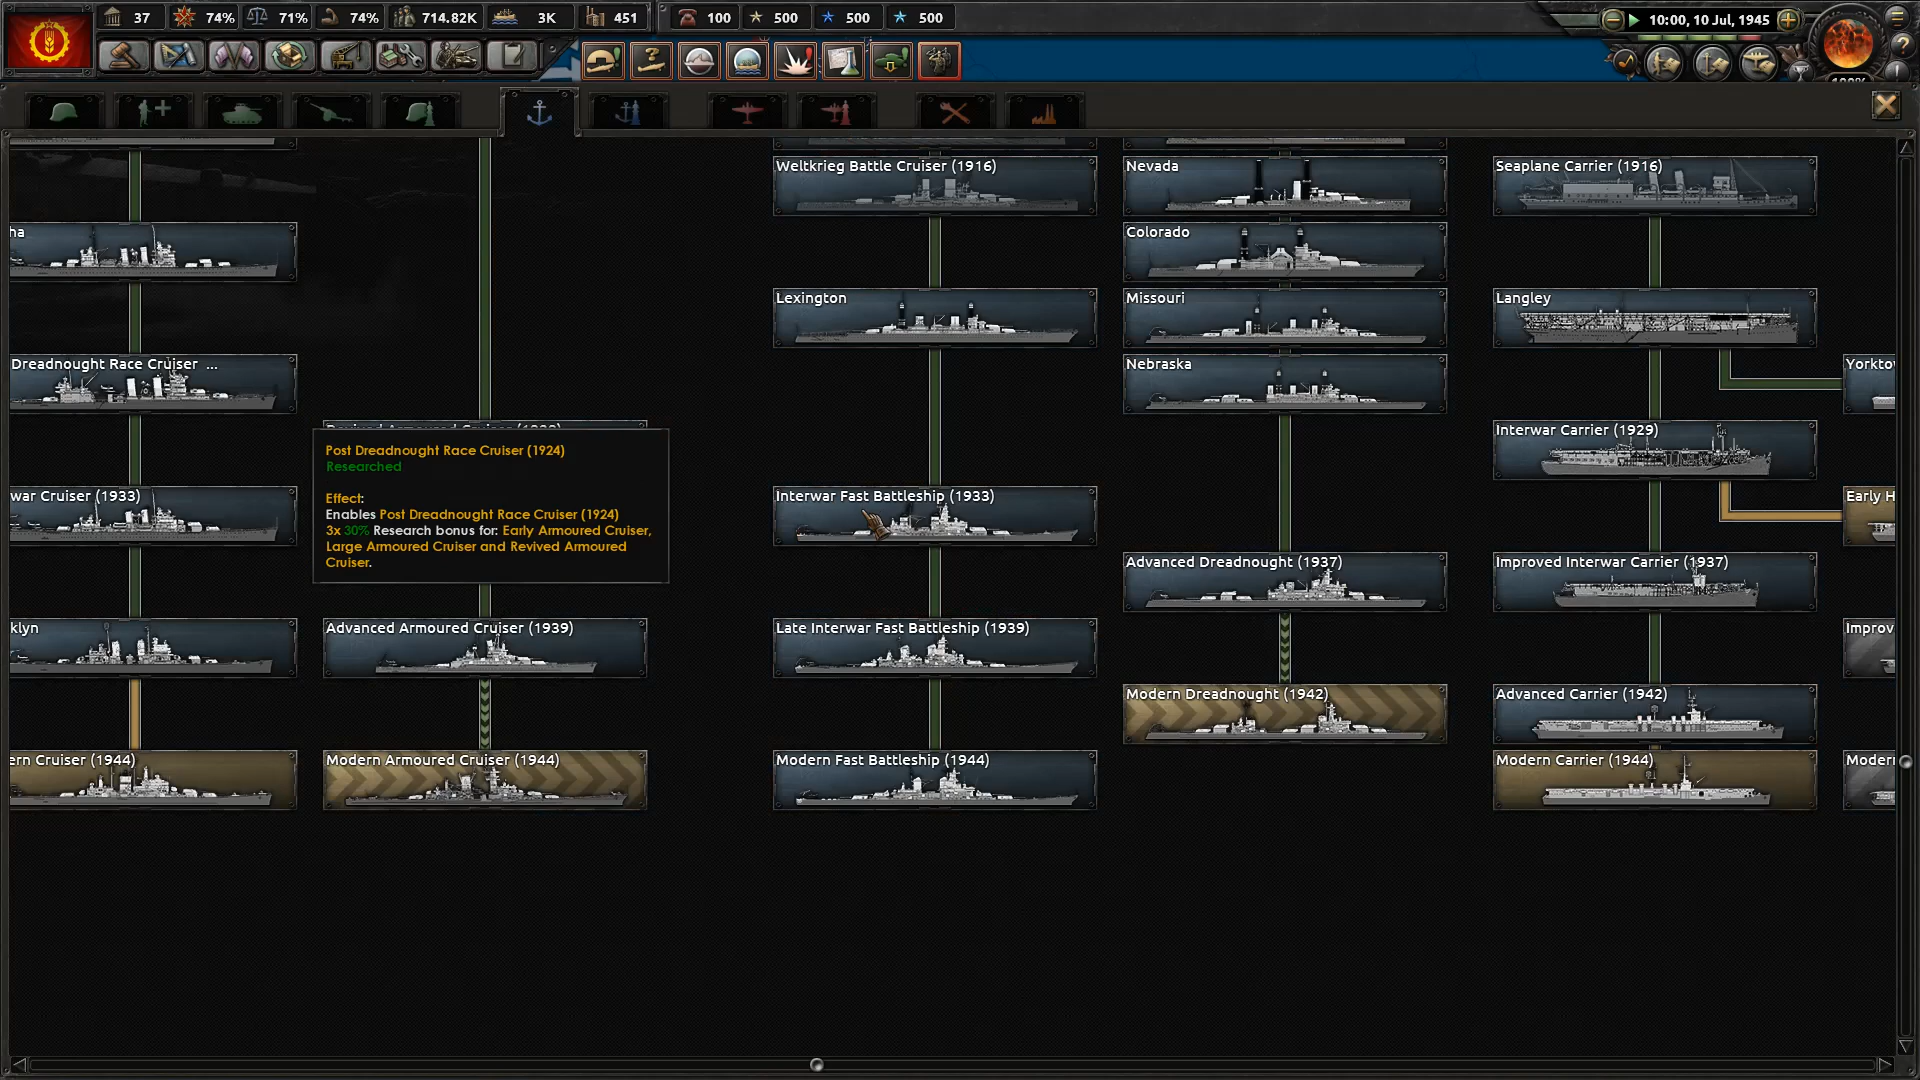 37 74% 71% 74% 714.82K 3K 451 100 500 500 500 10:00, 10 Jul, 1945
Weltkrieg Battle Cruiser (1916)
Nevada
Seaplane Carrier (1916)
ha
Colorado
Lexington
Missouri
Langley
Dreadnought Race Cruiser ...
Nebraska
Yorkto
Interwar Carrier (1929)
Post Dreadnought Race Cruiser (1924)
Researched
Effect:
Enables Post Dreadnought Race Cruiser (1924)
3x 30% Research bonus for: Early Armoured Cruiser,
Large Armoured Cruiser and Revived Armoured
Cruiser.
war Cruiser (1933)
Interwar Fast Battleship (1933)
Early H
Advanced Dreadnought (1937)
Improved Interwar Carrier (1937)
klyn
Advanced Armoured Cruiser (1939)
Late Interwar Fast Battleship (1939)
Improv
Modern Dreadnought (1942)
Advanced Carrier (1942)
ern Cruiser (1944)
Modern Armoured Cruiser (1944)
Modern Fast Battleship (1944)
Modern Carrier (1944)
Modern